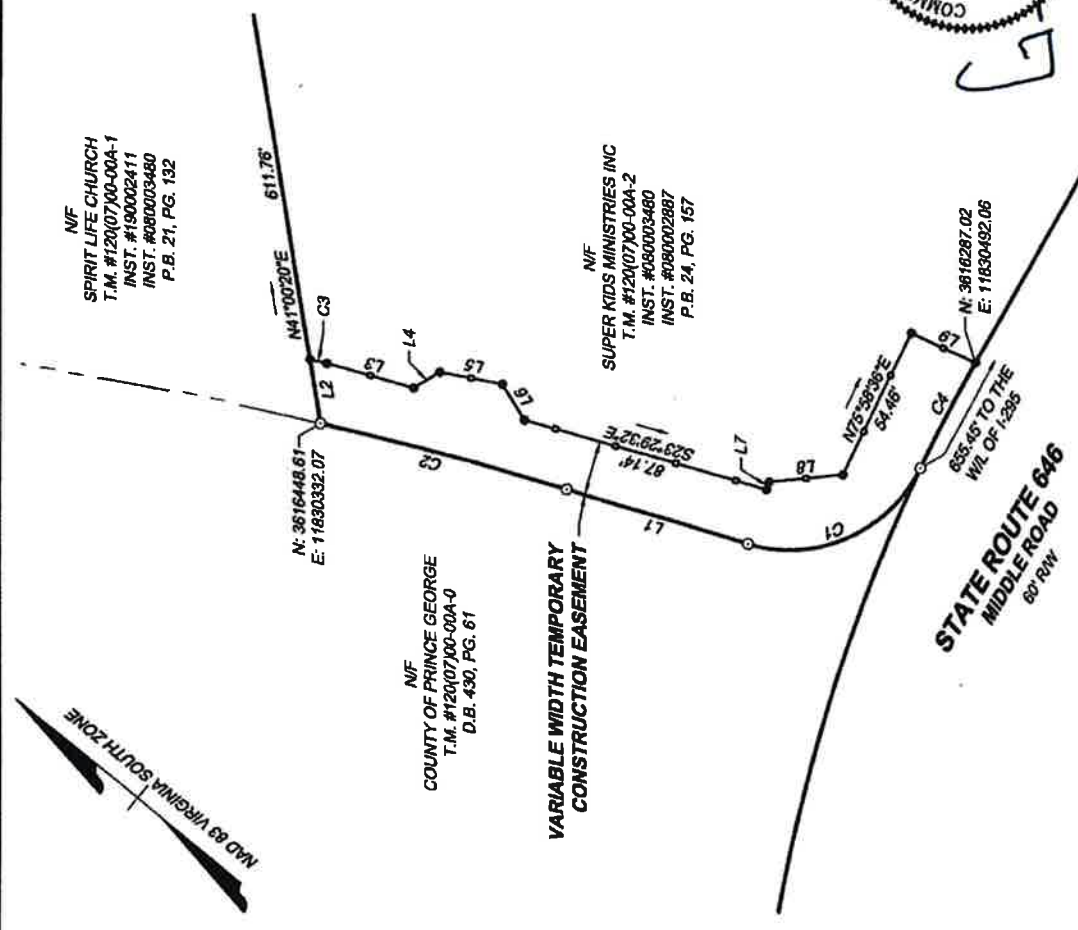 COMMO
N/F
SPIRIT LIFE CHURCH
T.M. #120(07)00-00A-1
INST. #190002411
INST. #080003480
P.B. 21, PG. 132
611.76'
N41°00'20"E
C3
L2
L3
L4
L5
L6
N: 3616448.61
E: 11830332.07
C2
N/F
SUPER KIDS MINISTRIES INC
T.M. #120(07)00-00A-2
INST. #080003480
INST. #080002887
P.B. 24, PG. 157
NAD 83 VIRGINIA SOUTH ZONE
N/F
COUNTY OF PRINCE GEORGE
T.M. #120(07)00-00A-0
D.B. 430, PG. 61
VARIABLE WIDTH TEMPORARY
CONSTRUCTION EASEMENT
S23°29'32"E
87.14'
L1
L7
L8
N75°58'36"E
54.46'
L9
N: 3616287.02
E: 11830492.06
C1
C4
655.45' TO THE
W/L OF I-295
STATE ROUTE 646
MIDDLE ROAD
60' R/W